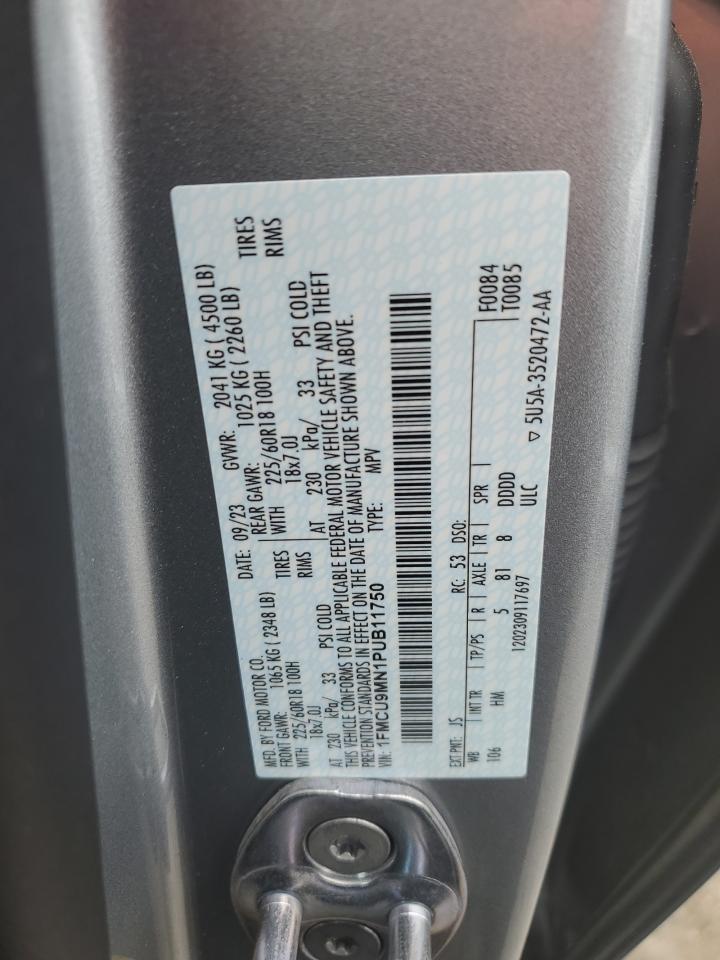 MFD. BY FORD MOTOR CO. DATE: 09/23 GVWR: 2041 KG ( 4500 LB)
FRONT GAWR: 1065 KG ( 2348 LB) REAR GAWR: 1025 KG ( 2260 LB)
WITH 225/60R18 100H TIRES WITH 225/60R18 100H TIRES
18x7.0J RIMS 18x7.0J RIMS
AT 230 kPa/ 33 PSI COLD AT 230 kPa/ 33 PSI COLD
THIS VEHICLE CONFORMS TO ALL APPLICABLE FEDERAL MOTOR VEHICLE SAFETY AND THEFT
PREVENTION STANDARDS IN EFFECT ON THE DATE OF MANUFACTURE SHOWN ABOVE.
VIN: 1FMCU9MN1PUB11750 TYPE: MPV
EXT PNT: JS RC: 53 DSO: F0084
WB INT TR TP/PS R AXLE TR SPR T0085
106 HM 5 81 8 DDDD
1202309117697 ULC
▽ 5U5A-3520472-AA